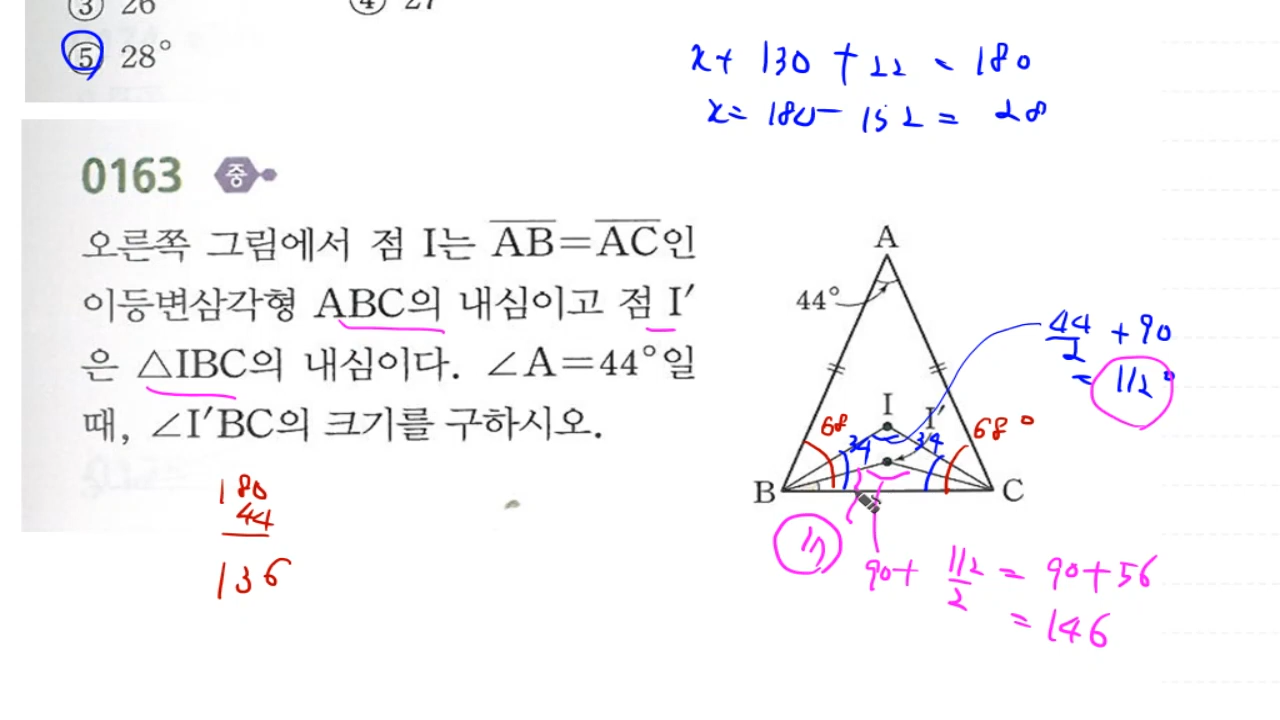 ③ 26
④ 27
⑤ 28°
x+ 130 + 22 = 180
x= 180- 152 = 28
0163 중
오른쪽 그림에서 점 I는 AB=AC인
이등변삼각형 ABC의 내심이고 점 I′
은 △IBC의 내심이다. ∠A=44°일
때, ∠I′BC의 크기를 구하시오.
180
44
136
A
44°
44/2 +90
= 112°
I
I′
68
34
34
68°
B
C
17
90+ 112/2 = 90+56
= 146